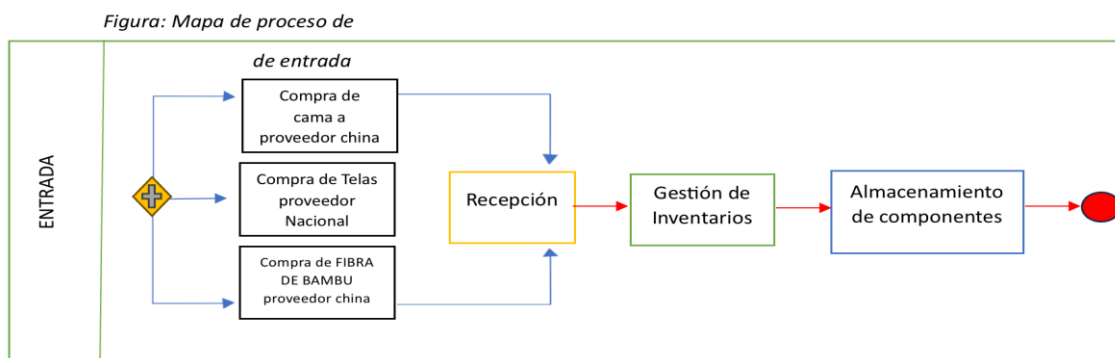 Figura: Mapa de proceso de
de entrada
ENTRADA
Compra de
cama a
proveedor china
Compra de Telas
proveedor
Nacional
Compra de FIBRA
DE BAMBU
proveedor china
Recepción
Gestión de
Inventarios
Almacenamiento
de componentes